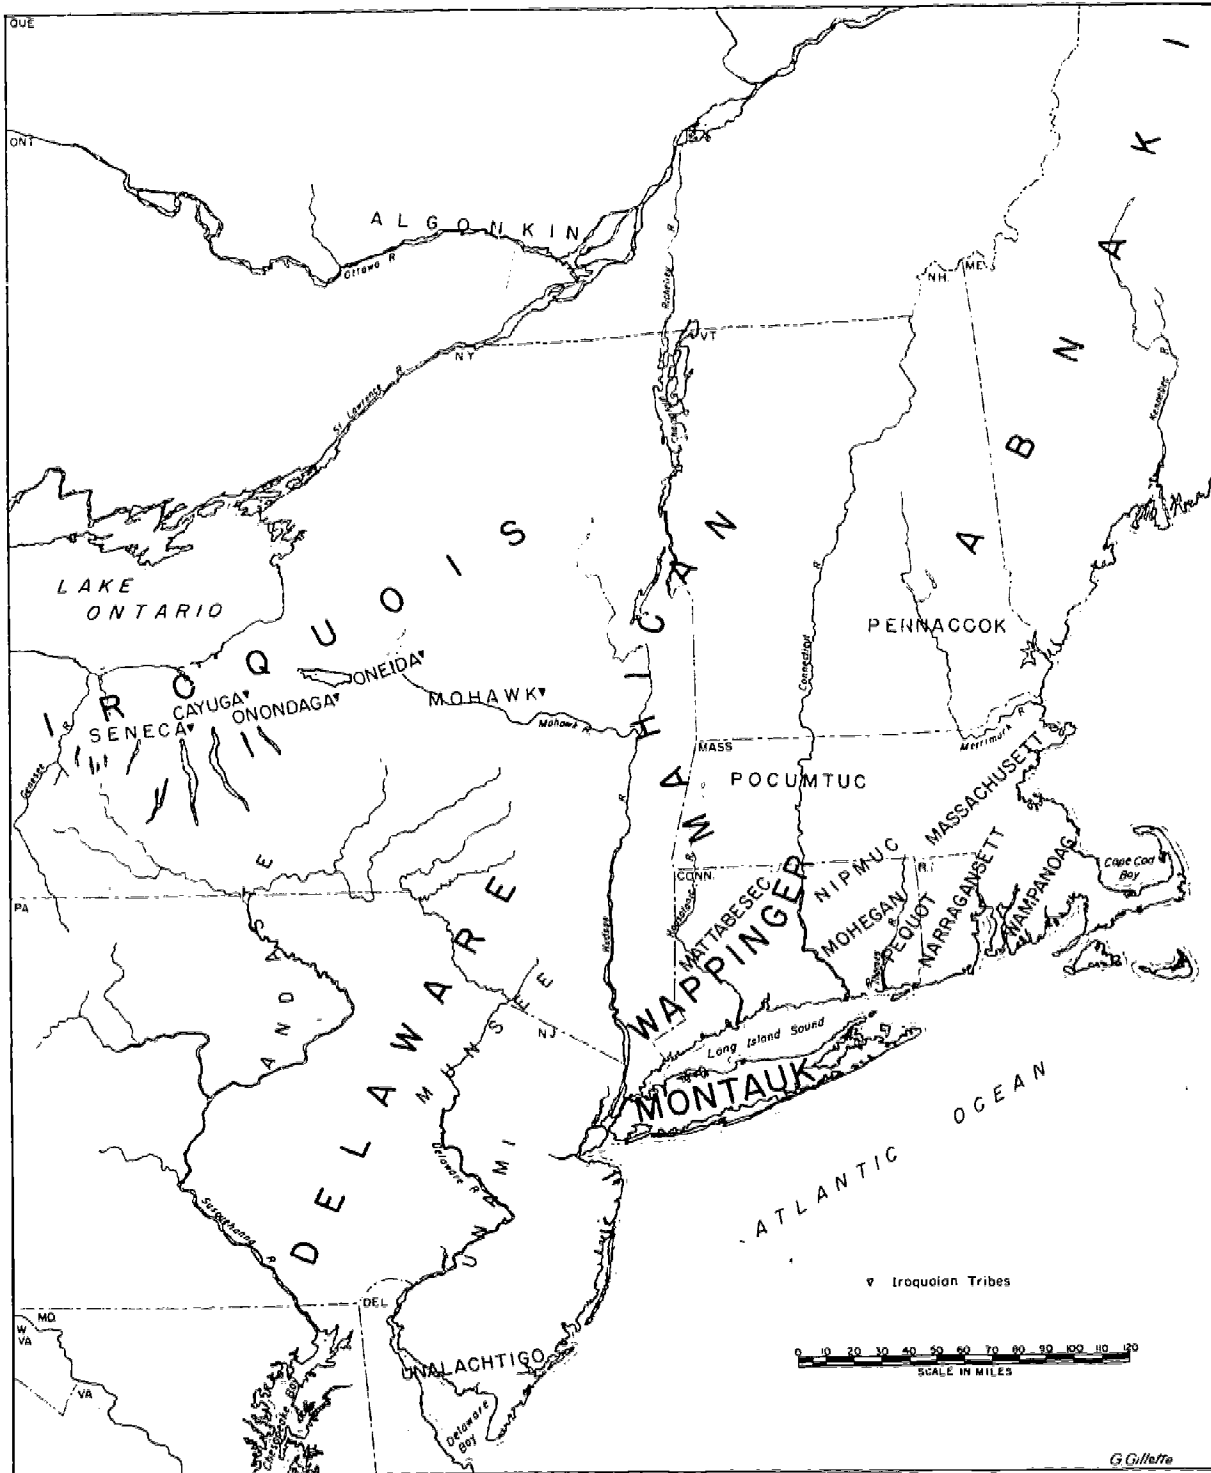 QUE
ONT
ALGONKIN
Ottawa R
Richelieu R
NH.
ME.
NY
VT
St Lawrence R
Kennebec R
ABNAKI
LAKE
ONTARIO
IROQUOIS
MAHICAN
PENNACOOK
Connecticut R
ONEIDA
CAYUGA
ONONDAGA
SENECA
MOHAWK
Mohawk R
Genesee R
MASS
Merrimack R
POCUMTUC
MASSACHUSETT
CONN.
R.I.
Cape Cod
Bay
PA
Housatonic R
MATTABESEC
WAPPINGER
NIPMUC
MOHEGAN
PEQUOT
NARRAGANSETT
WAMPANOAG
Thames R
Hudson R
ANDASTE
DELAWARE
MUNSEE
NJ
Long Island Sound
MONTAUK
ATLANTIC OCEAN
UNAMI
Delaware R
Susquehanna R
▽ Iroquoian Tribes
MD.
DEL
W
VA
VA
UNALACHTIGO
Chesapeake Bay
Delaware
Bay
0 10 20 30 40 50 60 70 80 90 100 110 120
SCALE IN MILES
G Gillette